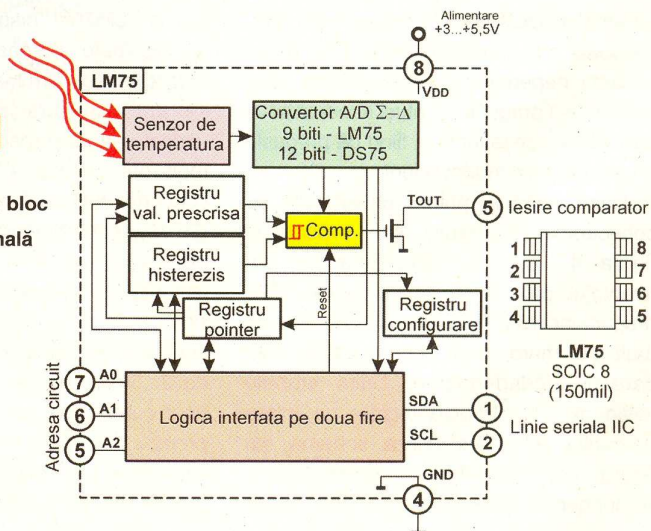 Alimentare
+3...+5,5V
8
VDD
LM75
Senzor de
temperatura
Convertor A/D Σ-Δ
9 biti - LM75
12 biti - DS75
bloc
nală
Registru
val. prescrisa
Comp.
TOUT
5
Iesire comparator
Registru
histerezis
Reset
Registru
pointer
Registru
configurare
1
2
3
4
8
7
6
5
LM75
SOIC 8
(150mil)
Adresa circuit
7
A0
6
A1
5
A2
Logica interfata pe doua fire
SDA
1
SCL
2
Linie seriala IIC
GND
4